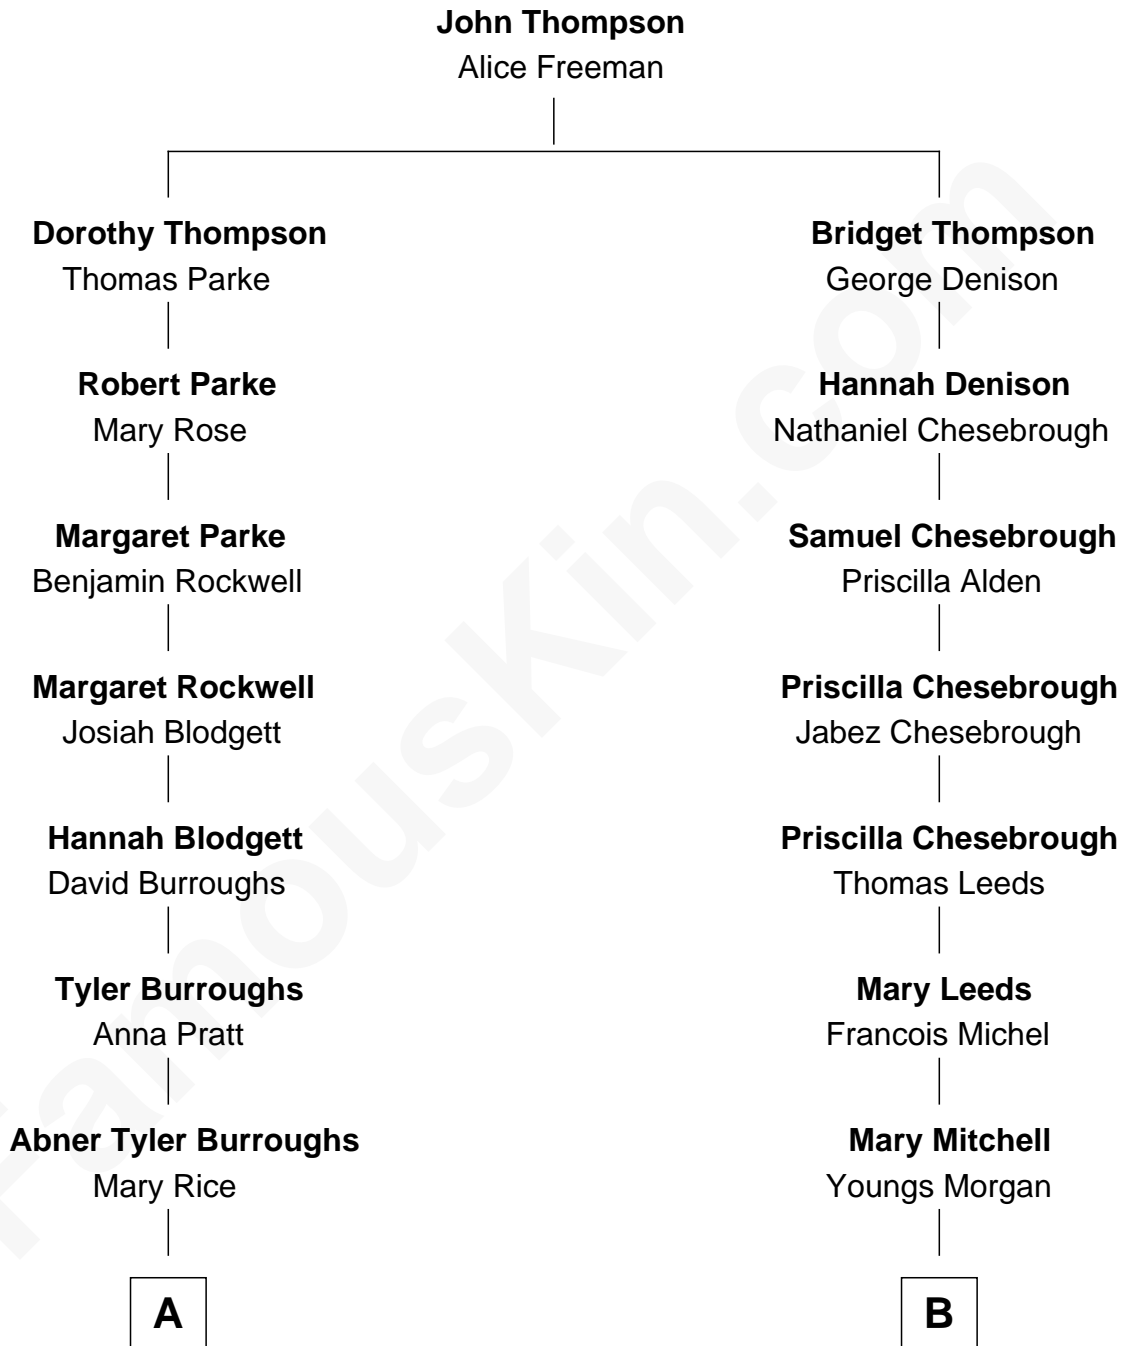 John Thompson
Alice Freeman
Dorothy Thompson
Thomas Parke
Bridget Thompson
George Denison
Robert Parke
Mary Rose
Hannah Denison
Nathaniel Chesebrough
Margaret Parke
Benjamin Rockwell
Samuel Chesebrough
Priscilla Alden
Margaret Rockwell
Josiah Blodgett
Priscilla Chesebrough
Jabez Chesebrough
Hannah Blodgett
David Burroughs
Priscilla Chesebrough
Thomas Leeds
Tyler Burroughs
Anna Pratt
Mary Leeds
Francois Michel
Abner Tyler Burroughs
Mary Rice
Mary Mitchell
Youngs Morgan
A
B
FamousKin.com